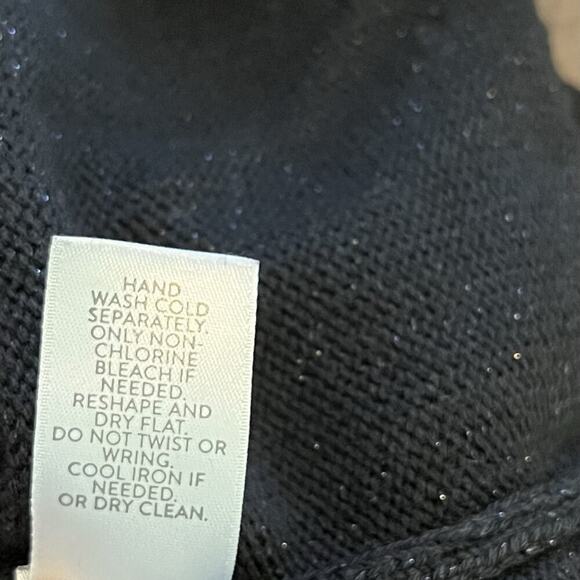 HAND
WASH COLD
SEPARATELY.
ONLY NON-
CHLORINE
BLEACH IF
NEEDED.
RESHAPE AND
DRY FLAT.
DO NOT TWIST OR
WRING.
COOL IRON IF
NEEDED.
OR DRY CLEAN.